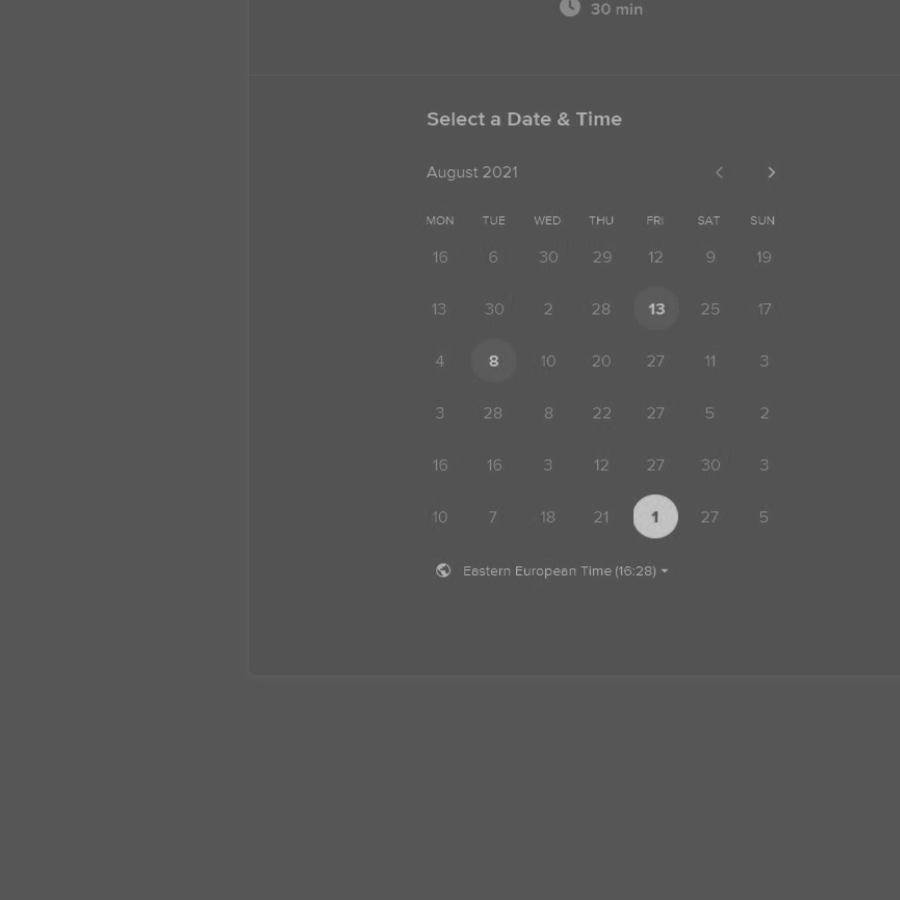 30 min
Select a Date & Time
August 2021
MON TUE WED THU FRI SAT SUN
16 6 30 29 12 9 19
13 30 2 28 13 25 17
4 8 10 20 27 11 3
3 28 8 22 27 5 2
16 16 3 12 27 30 3
10 7 18 21 1 27 5
Eastern European Time (16:28)